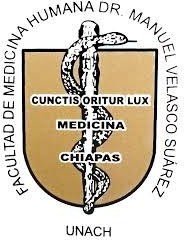 FACULTAD DE MEDICINA HUMANA DR. MANUEL VELASCO SUÁREZ
CUNCTIS ORITUR LUX
MEDICINA
CHIAPAS
UNACH